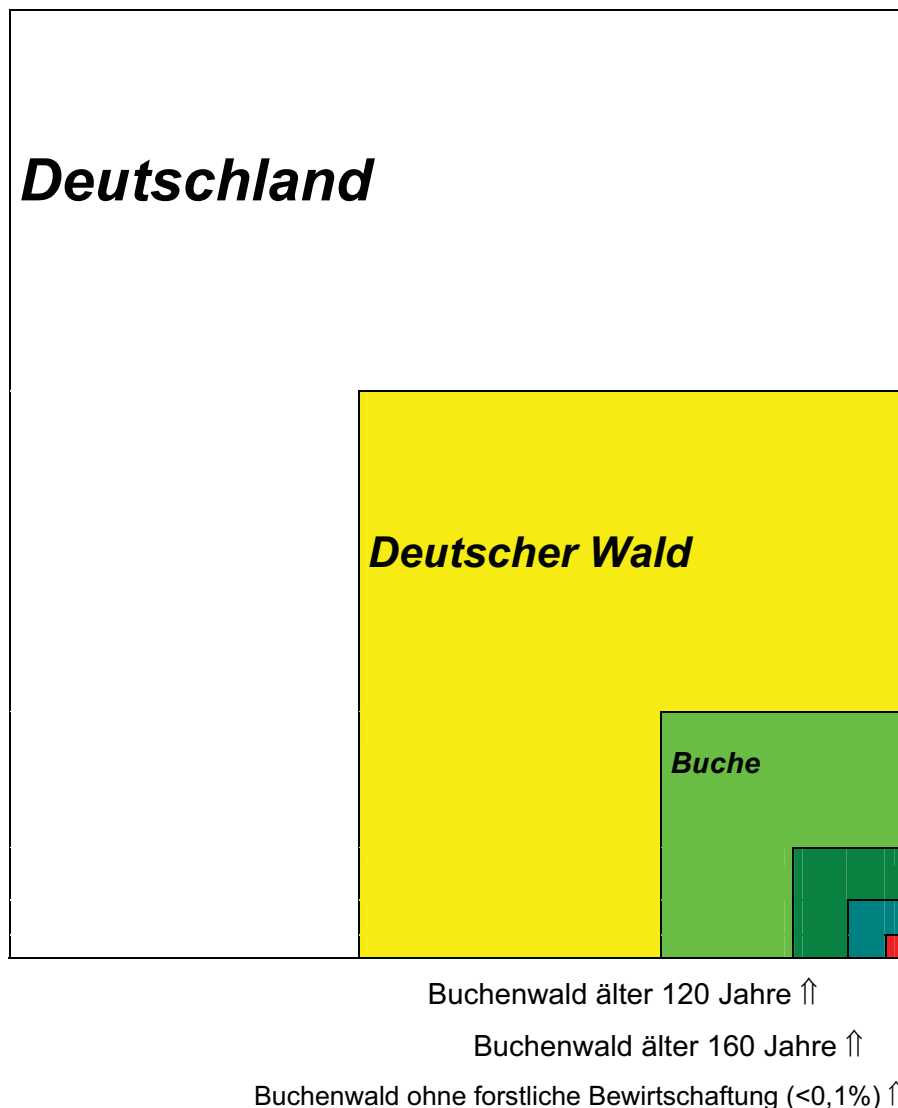 Deutschland
Deutscher Wald
Buche
Buchenwald älter 120 Jahre ⇑
Buchenwald älter 160 Jahre ⇑
Buchenwald ohne forstliche Bewirtschaftung (<0,1%) ⇑